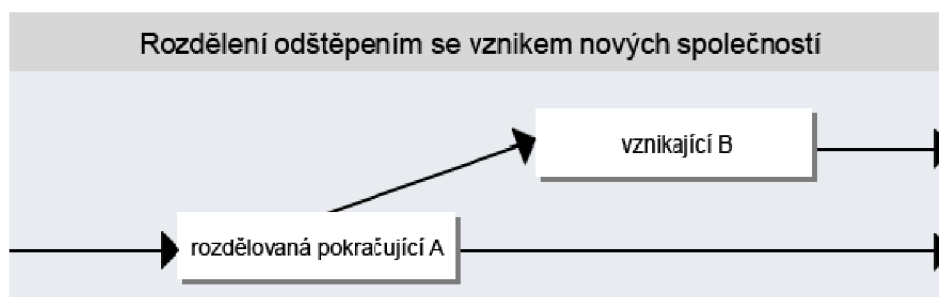 Rozdělení odštěpením se vznikem nových společností
vznikající B
rozdělovaná pokračující A